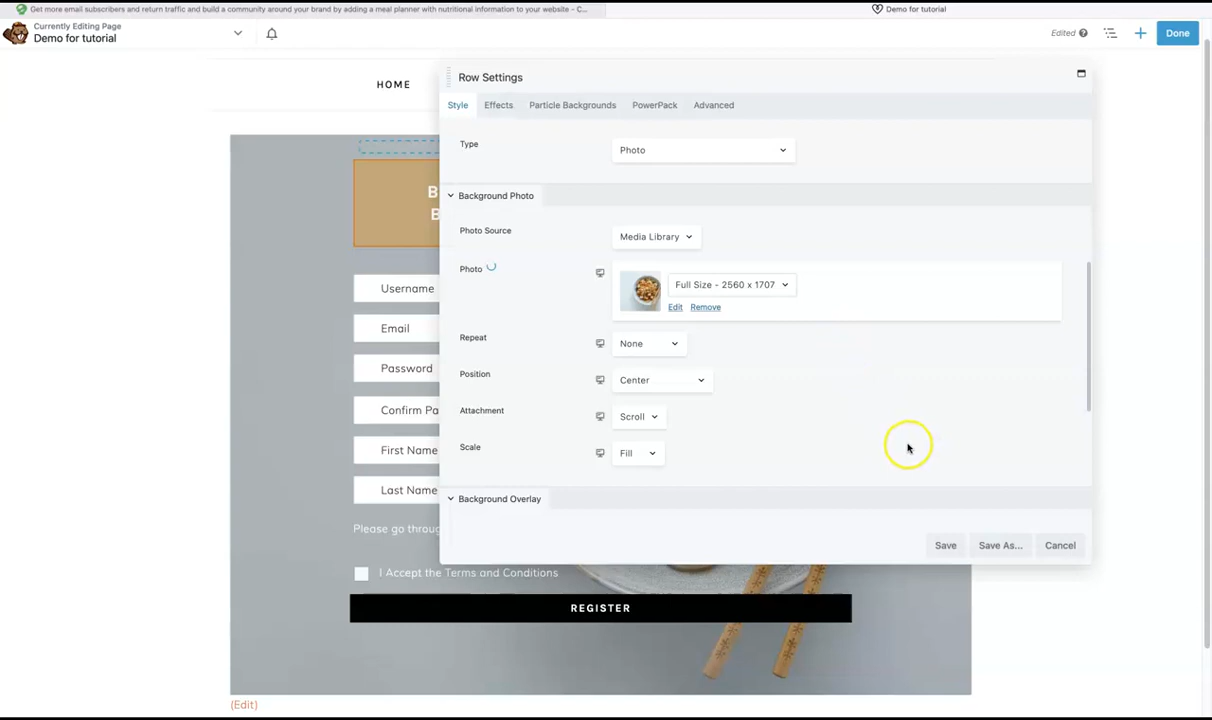 Get more email subscribers and return traffic and build a community around your brand by adding a meal planner with nutritional information to your website - C...
Demo for tutorial
Currently Editing Page
Demo for tutorial
Edited
Done
HOME
Row Settings
Style
Effects
Particle Backgrounds
PowerPack
Advanced
Type
Photo
B
B
Background Photo
Photo Source
Media Library
Photo
Full Size - 2560 x 1707
Edit
Remove
Username
Email
Password
Confirm Pa
First Name
Last Name
Repeat
None
Position
Center
Attachment
Scroll
Scale
Fill
Background Overlay
Please go throug
Save
Save As...
Cancel
I Accept the Terms and Conditions
REGISTER
(Edit)